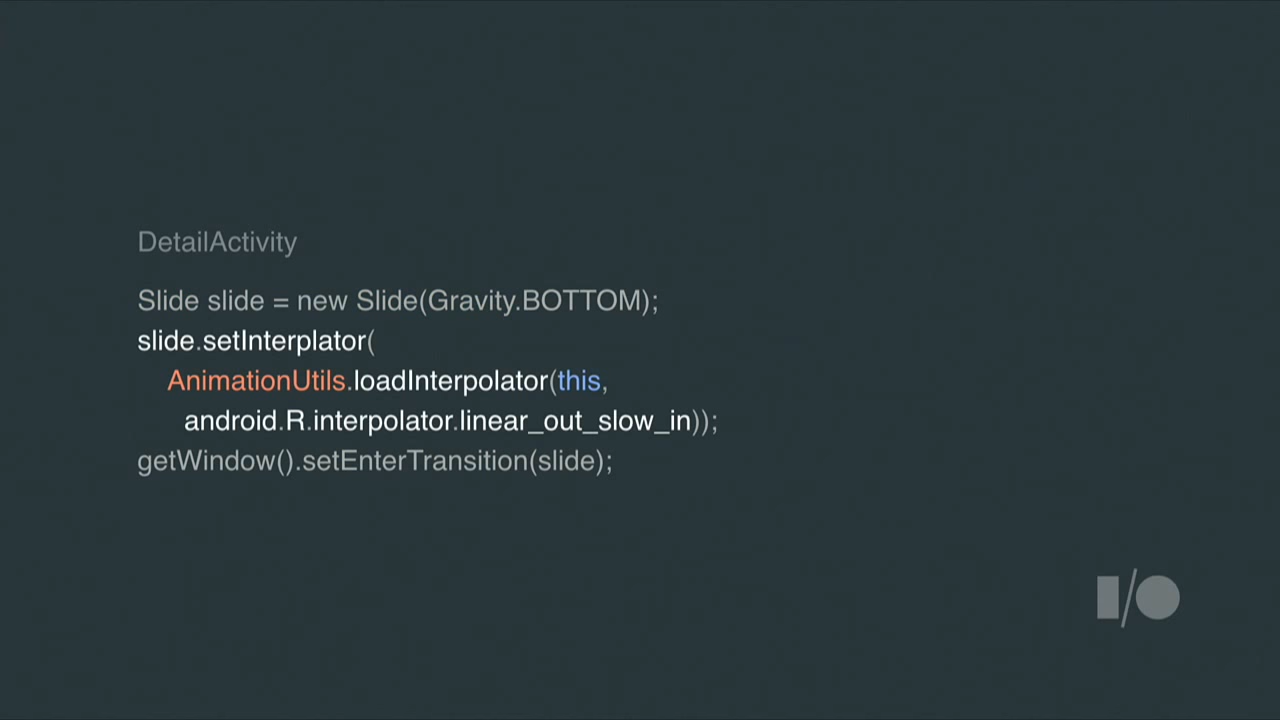 DetailActivity
Slide slide = new Slide(Gravity.BOTTOM);
slide.setInterplator(
AnimationUtils.loadInterpolator(this,
android.R.interpolator.linear_out_slow_in));
getWindow().setEnterTransition(slide);
I/O